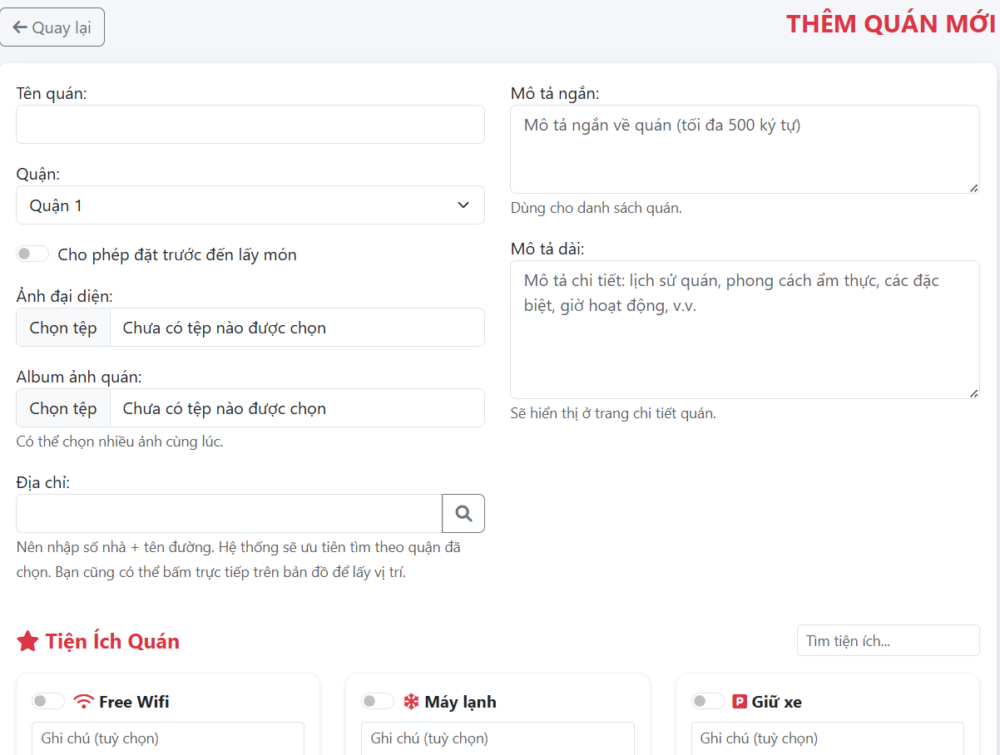 Quay lại
THÊM QUÁN MỚI
Tên quán:
Quận:
Quận 1
Cho phép đặt trước đến lấy món
Ảnh đại diện:
Chọn tệp Chưa có tệp nào được chọn
Album ảnh quán:
Chọn tệp Chưa có tệp nào được chọn
Có thể chọn nhiều ảnh cùng lúc.
Địa chỉ:
Nên nhập số nhà + tên đường. Hệ thống sẽ ưu tiên tìm theo quận đã
chọn. Bạn cũng có thể bấm trực tiếp trên bản đồ để lấy vị trí.
Mô tả ngắn:
Mô tả ngắn về quán (tối đa 500 ký tự)
Dùng cho danh sách quán.
Mô tả dài:
Mô tả chi tiết: lịch sử quán, phong cách ẩm thực, các đặc
biệt, giờ hoạt động, v.v.
Sẽ hiển thị ở trang chi tiết quán.
Tiện Ích Quán
Tìm tiện ích...
Free Wifi
Ghi chú (tuỳ chọn)
Máy lạnh
Ghi chú (tuỳ chọn)
P Giữ xe
Ghi chú (tuỳ chọn)